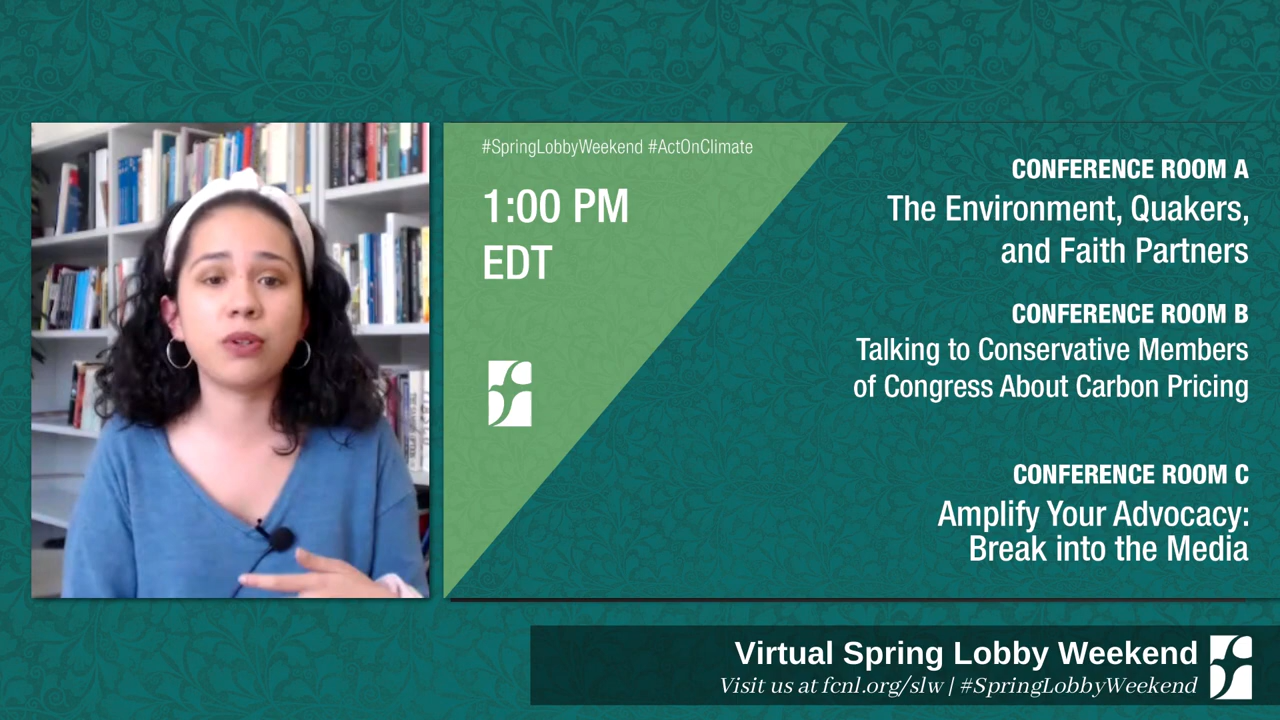 #SpringLobbyWeekend #ActOnClimate
1:00 PM
EDT
CONFERENCE ROOM A
The Environment, Quakers,
and Faith Partners
CONFERENCE ROOM B
Talking to Conservative Members
of Congress About Carbon Pricing
CONFERENCE ROOM C
Amplify Your Advocacy:
Break into the Media
Virtual Spring Lobby Weekend
Visit us at fcnl.org/slw | #SpringLobbyWeekend